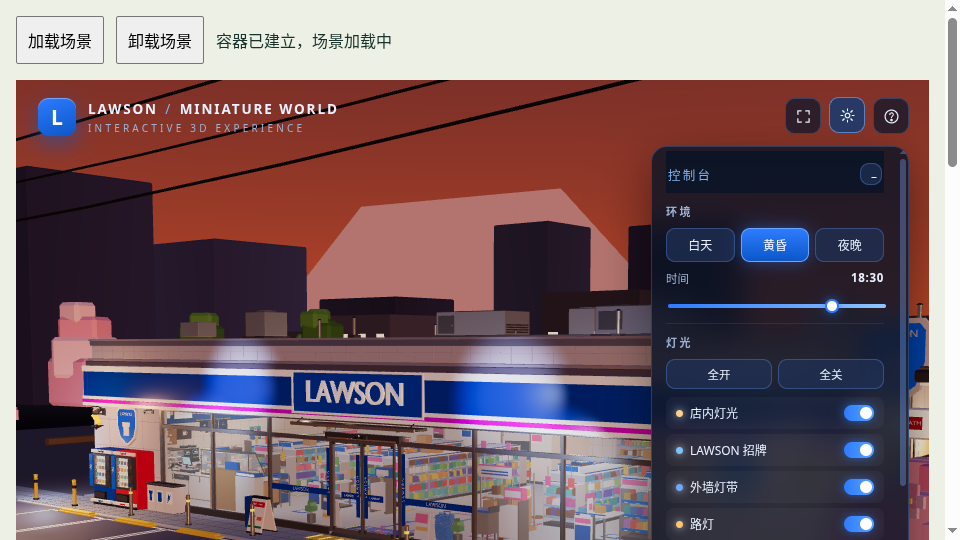 加载场景
卸载场景
容器已建立，场景加载中
L
LAWSON / MINIATURE WORLD
INTERACTIVE 3D EXPERIENCE
控制台
环境
白天
黄昏
夜晚
时间
18:30
灯光
全开
全关
店内灯光
LAWSON 招牌
外墙灯带
路灯
LAWSON
ATM